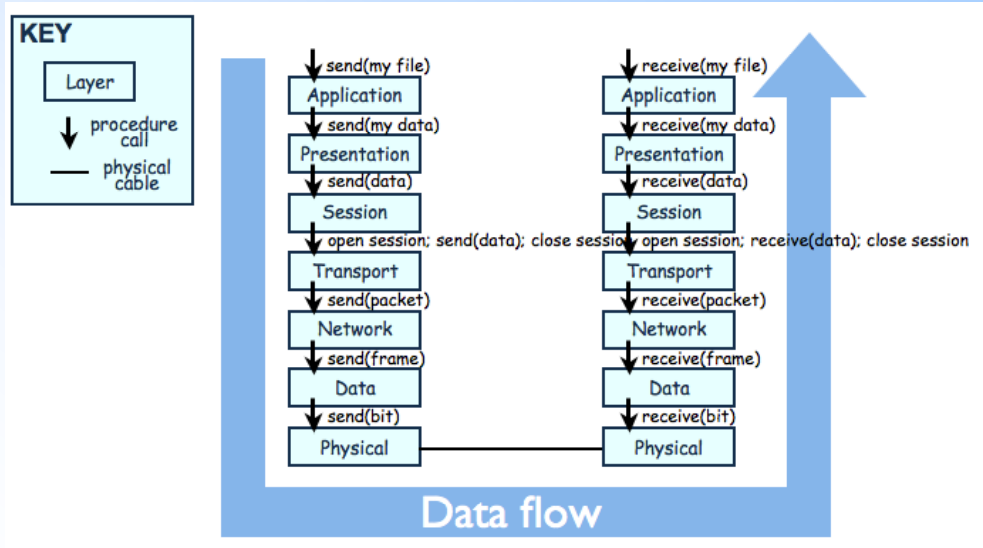 KEY
Layer
procedure
call
physical
cable
send(my file)
Application
send(my data)
Presentation
send(data)
Session
open session; send(data); close session
Transport
send(packet)
Network
send(frame)
Data
send(bit)
Physical
receive(my file)
Application
receive(my data)
Presentation
receive(data)
Session
open session; receive(data); close session
Transport
receive(packet)
Network
receive(frame)
Data
receive(bit)
Physical
Data flow